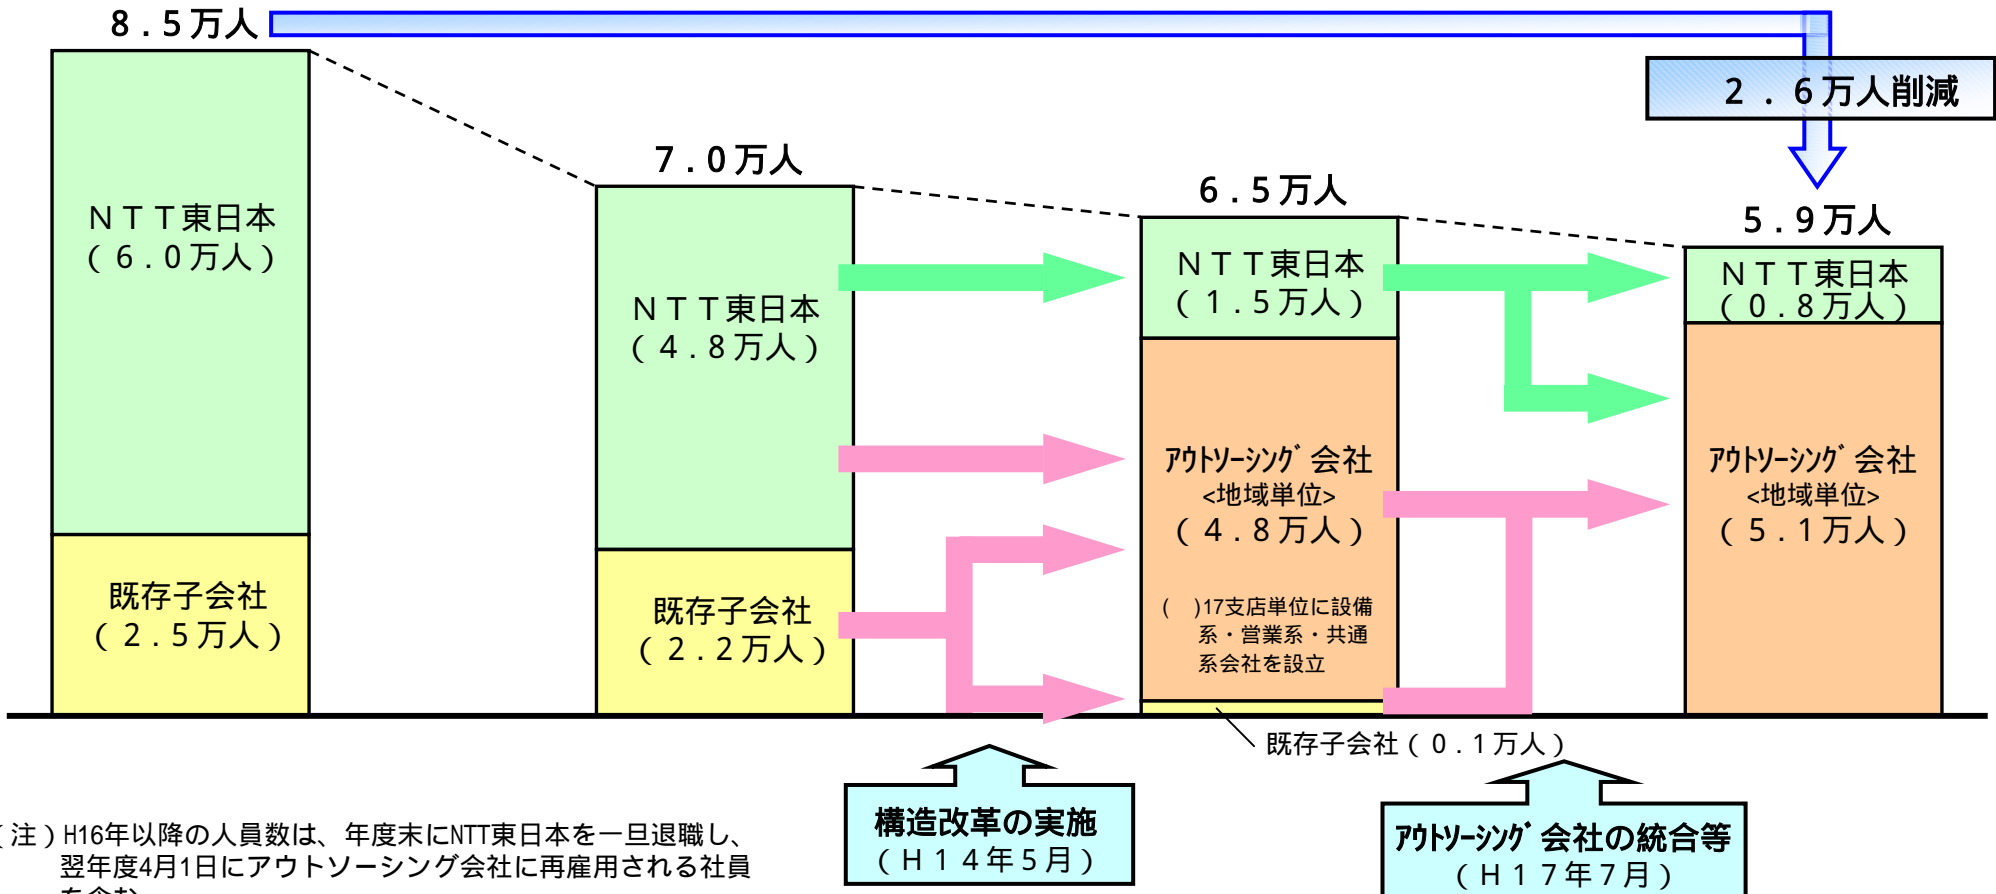 ８．５万人
２．６万人削減
７．０万人
６．５万人
５．９万人
ＮＴＴ東日本
（６．０万人）
既存子会社
（２．５万人）
ＮＴＴ東日本
（４．８万人）
既存子会社
（２．２万人）
ＮＴＴ東日本
（１．５万人）
ｱｳﾄｿｰｼﾝｸﾞ会社
<地域単位>
（４．８万人）
(　)17支店単位に設備
系・営業系・共通
系会社を設立
既存子会社（０．１万人）
ＮＴＴ東日本
（０．８万人）
ｱｳﾄｿｰｼﾝｸﾞ会社
<地域単位>
（５．１万人）
構造改革の実施
（Ｈ１４年５月）
ｱｳﾄｿｰｼﾝｸﾞ会社の統合等
（Ｈ１７年７月）
（注）H16年以降の人員数は、年度末にNTT東日本を一旦退職し、
翌年度4月1日にアウトソーシング会社に再雇用される社員